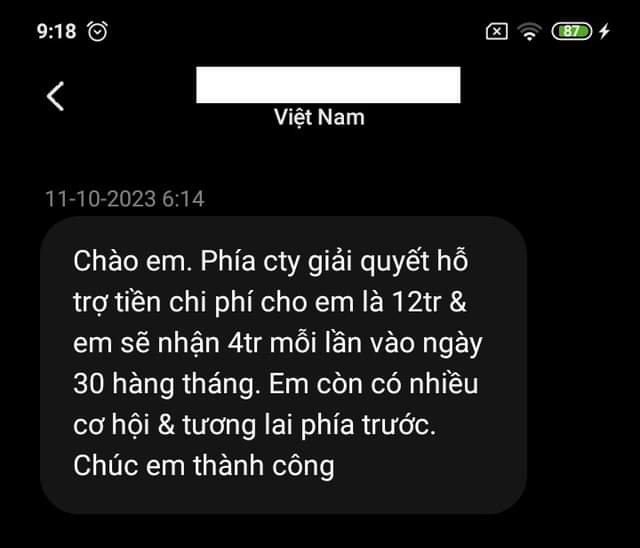 9:18
87
Việt Nam
11-10-2023 6:14
Chào em. Phía cty giải quyết hỗ
trợ tiền chi phí cho em là 12tr &
em sẽ nhận 4tr mỗi lần vào ngày
30 hàng tháng. Em còn có nhiều
cơ hội & tương lai phía trước.
Chúc em thành công